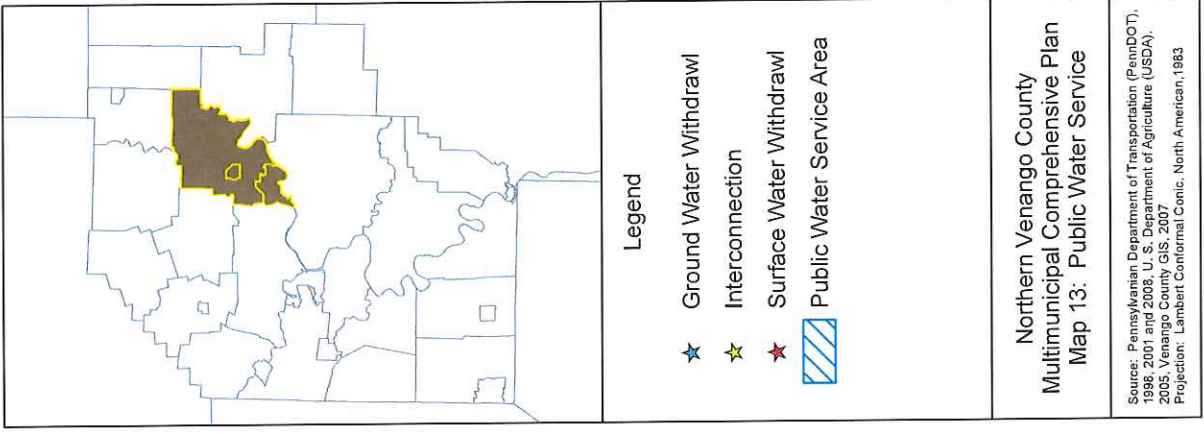 Legend
Ground Water Withdrawl
Interconnection
Surface Water Withdrawl
Public Water Service Area
Northern Venango County
Multimunicipal Comprehensive Plan
Map 13: Public Water Service
Source: Pennsylvanian Department of Transportation (PennDOT),
1998, 2001 and 2008, U. S. Department of Agriculture (USDA),
2005, Venango County GIS, 2007
Projection: Lambert Conformal Conic, North American,1983